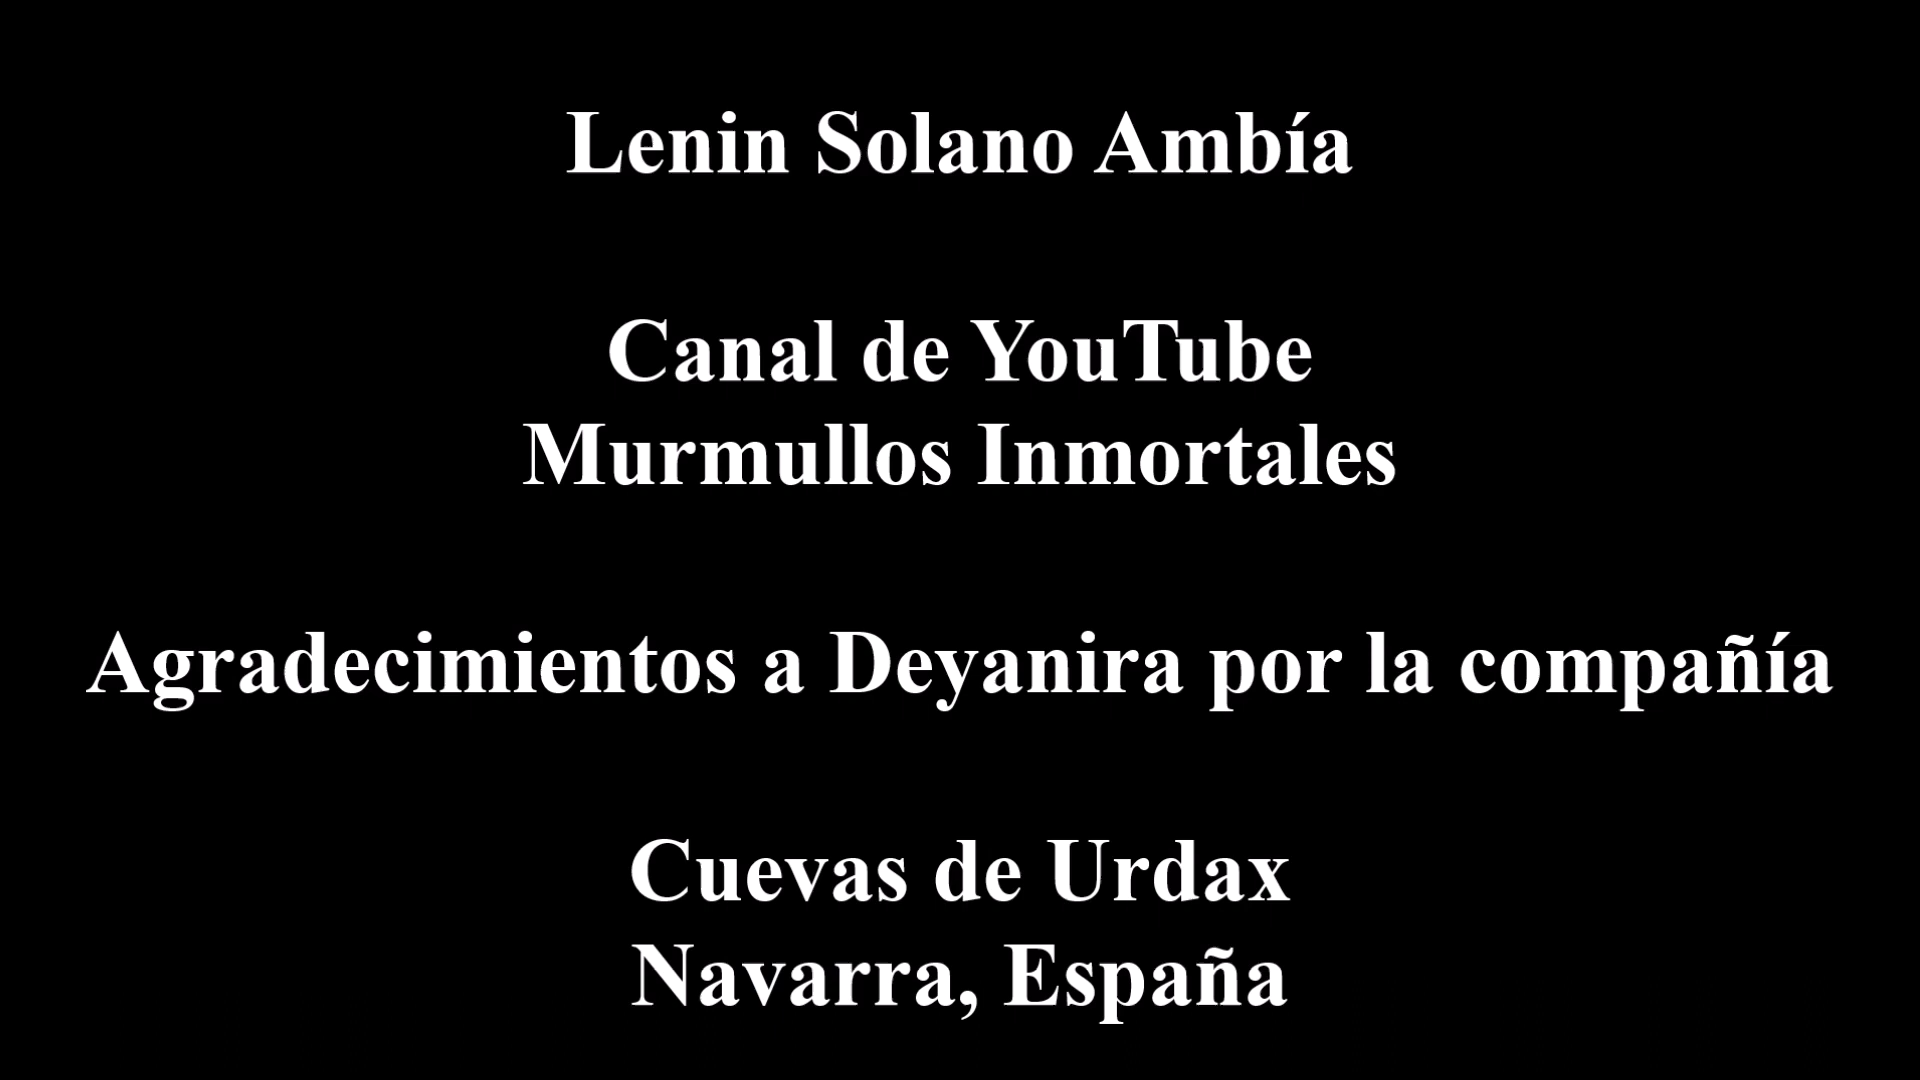 Lenin Solano Ambía
Canal de YouTube
Murmullos Inmortales
Agradecimientos a Deyanira por la compañía
Cuevas de Urdax
Navarra, España